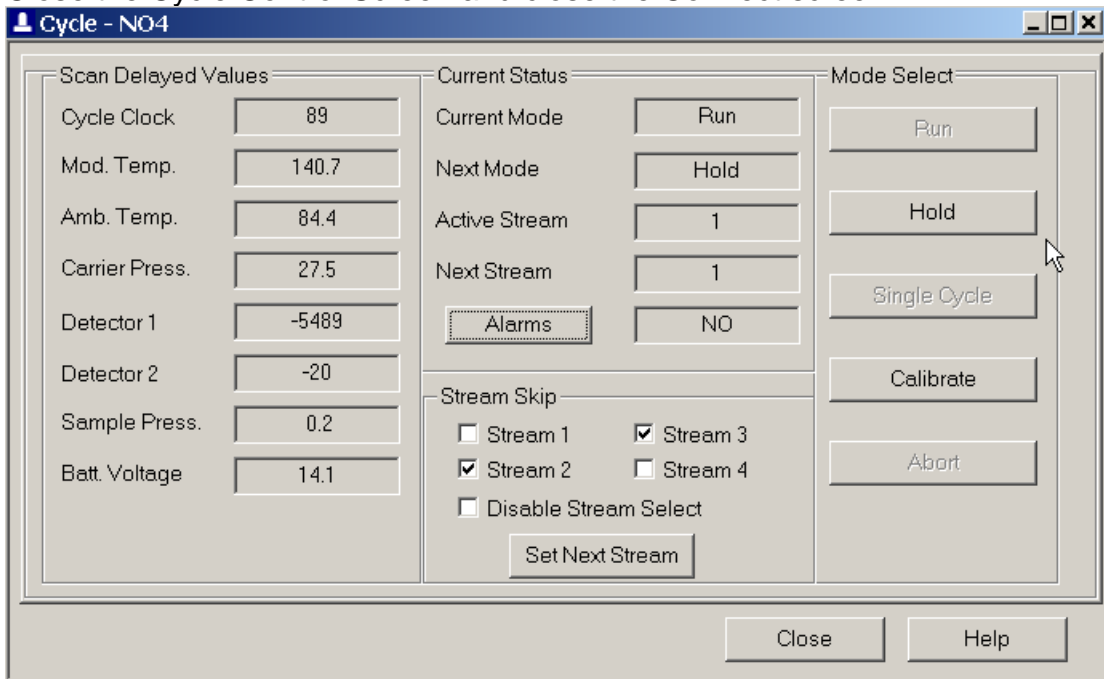 Cycle - NO4
Scan Delayed Values
Cycle Clock 89
Mod. Temp. 140.7
Amb. Temp. 84.4
Carrier Press. 27.5
Detector 1 -5489
Detector 2 -20
Sample Press. 0.2
Batt. Voltage 14.1
Current Status
Current Mode Run
Next Mode Hold
Active Stream 1
Next Stream 1
Alarms NO
Stream Skip
Stream 1 Stream 3
Stream 2 Stream 4
Disable Stream Select
Set Next Stream
Mode Select
Run
Hold
Single Cycle
Calibrate
Abort
Close Help